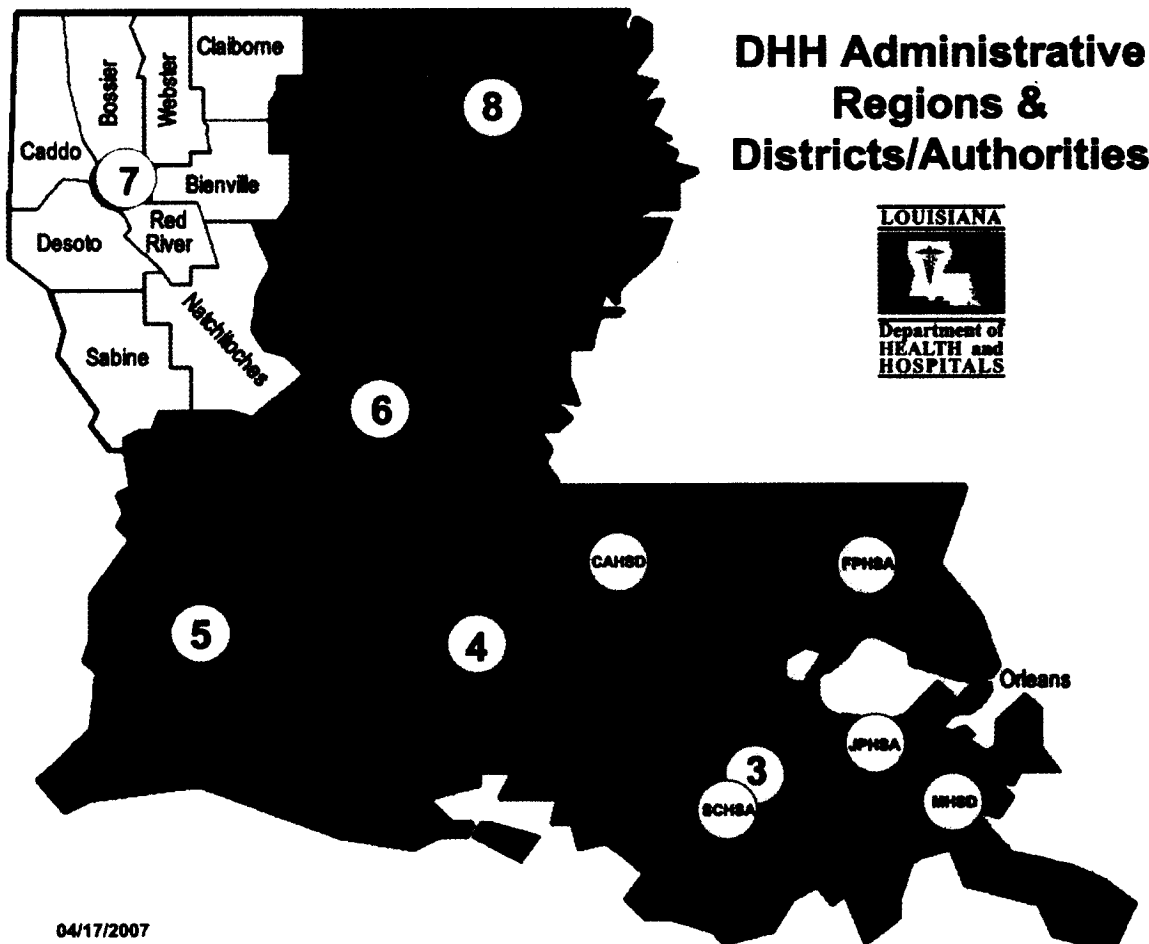 DHH Administrative
Regions &
Districts/Authorities
LOUISIANA
Department of
HEALTH and
HOSPITALS
Claiborne
Bossier
Webster
8
Caddo
7
Bienville
Desoto
Red
River
Natchitoches
Sabine
6
CAHSD
FPHSA
5
4
Orleans
JPHSA
3
SCHSA
MHSD
04/17/2007